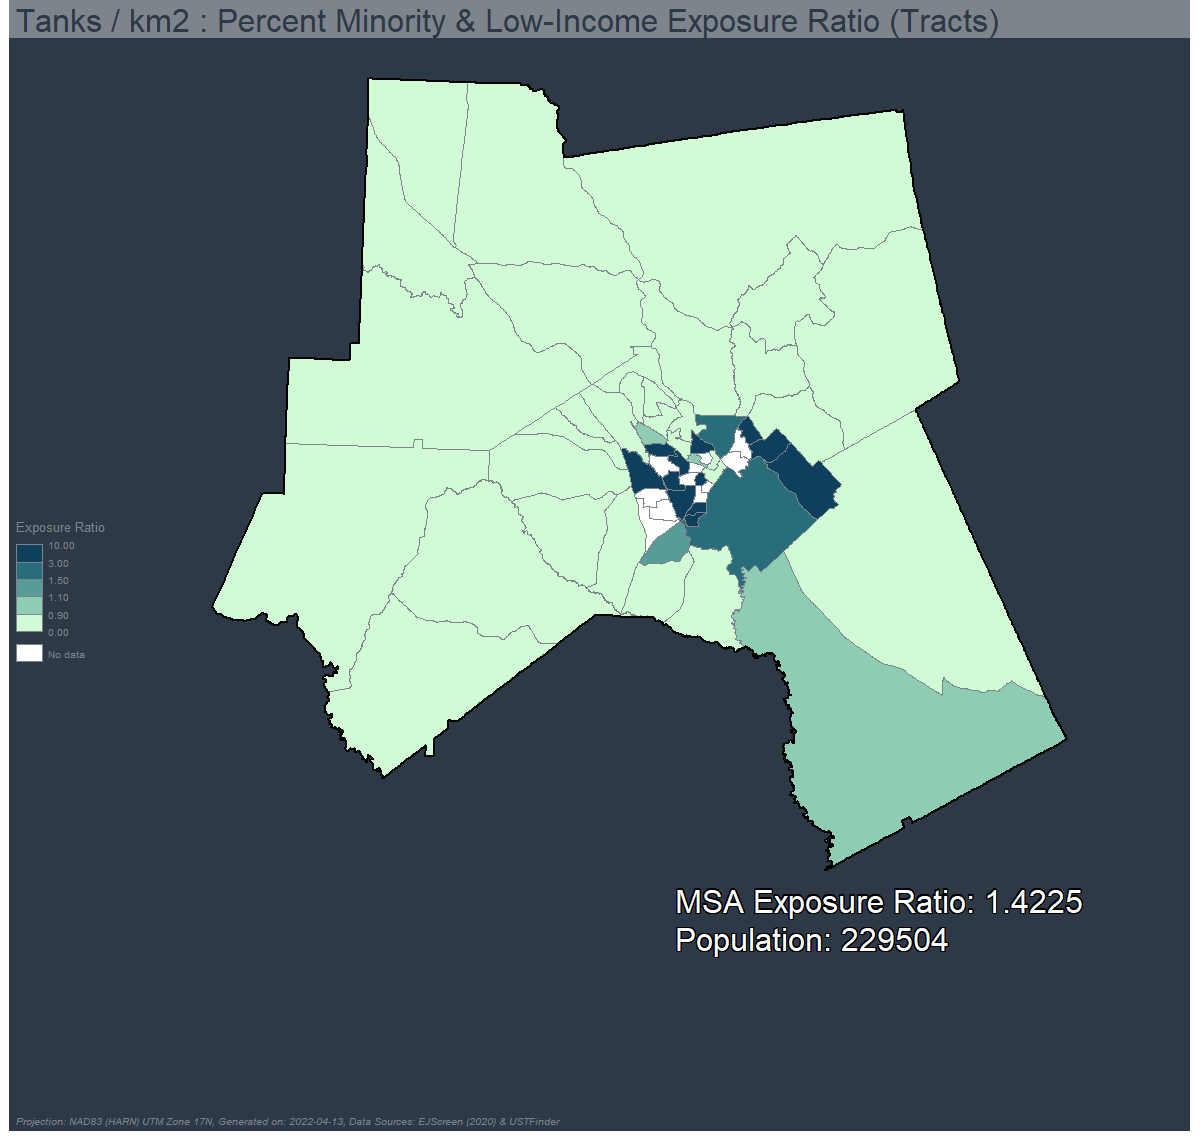 Tanks / km2 : Percent Minority & Low-Income Exposure Ratio (Tracts)
Exposure Ratio
10.00
3.00
1.50
1.10
0.90
0.00
No data
MSA Exposure Ratio: 1.4225
Population: 229504
Projection: NAD83 (HARN) UTM Zone 17N, Generated on: 2022-04-13, Data Sources: EJScreen (2020) & USTFinder